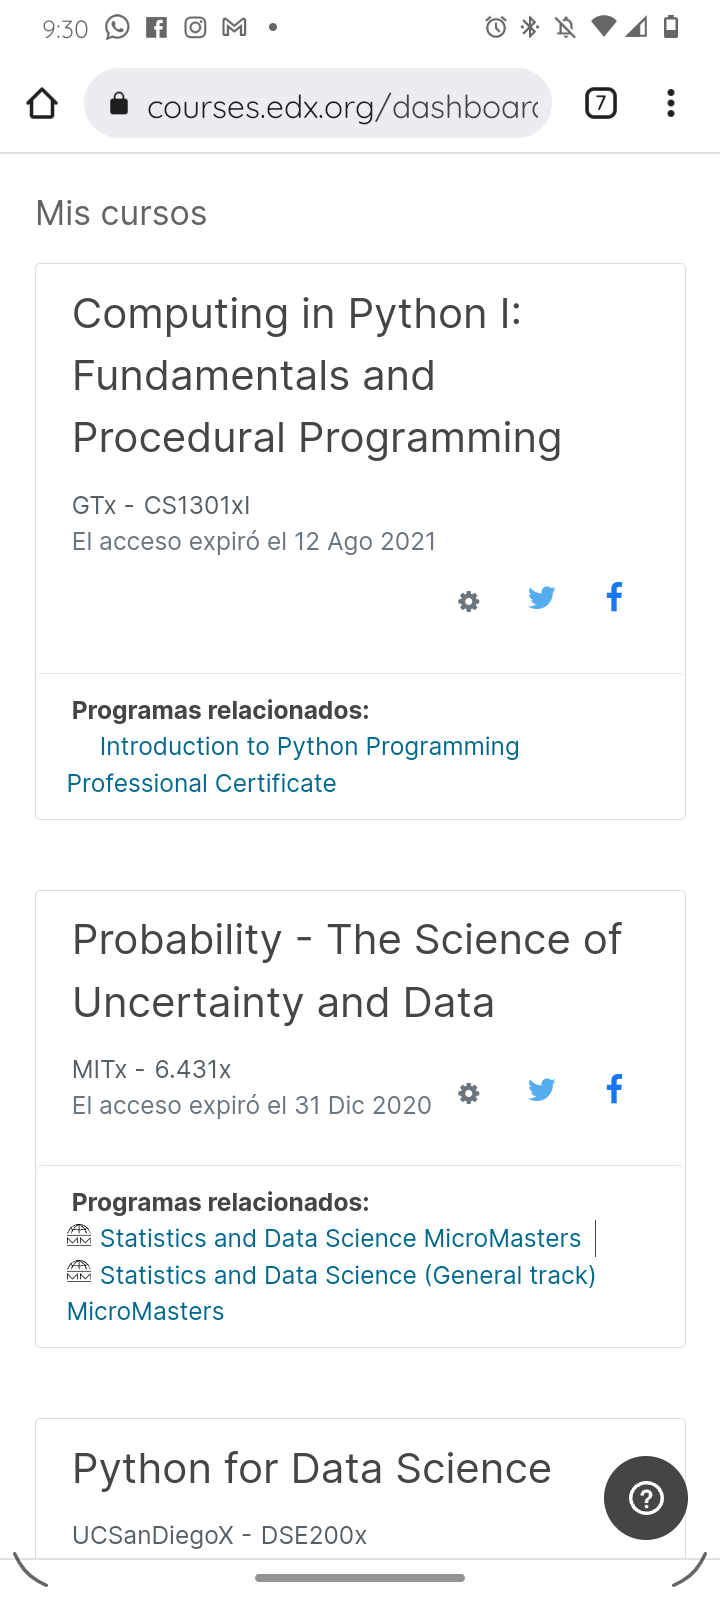 9:30
courses.edx.org/dashboard
7
Mis cursos
Computing in Python I:
Fundamentals and
Procedural Programming
GTx - CS1301xI
El acceso expiró el 12 Ago 2021
Programas relacionados:
Introduction to Python Programming
Professional Certificate
Probability - The Science of
Uncertainty and Data
MITx - 6.431x
El acceso expiró el 31 Dic 2020
Programas relacionados:
Statistics and Data Science MicroMasters |
Statistics and Data Science (General track)
MicroMasters
Python for Data Science
UCSanDiegoX - DSE200x